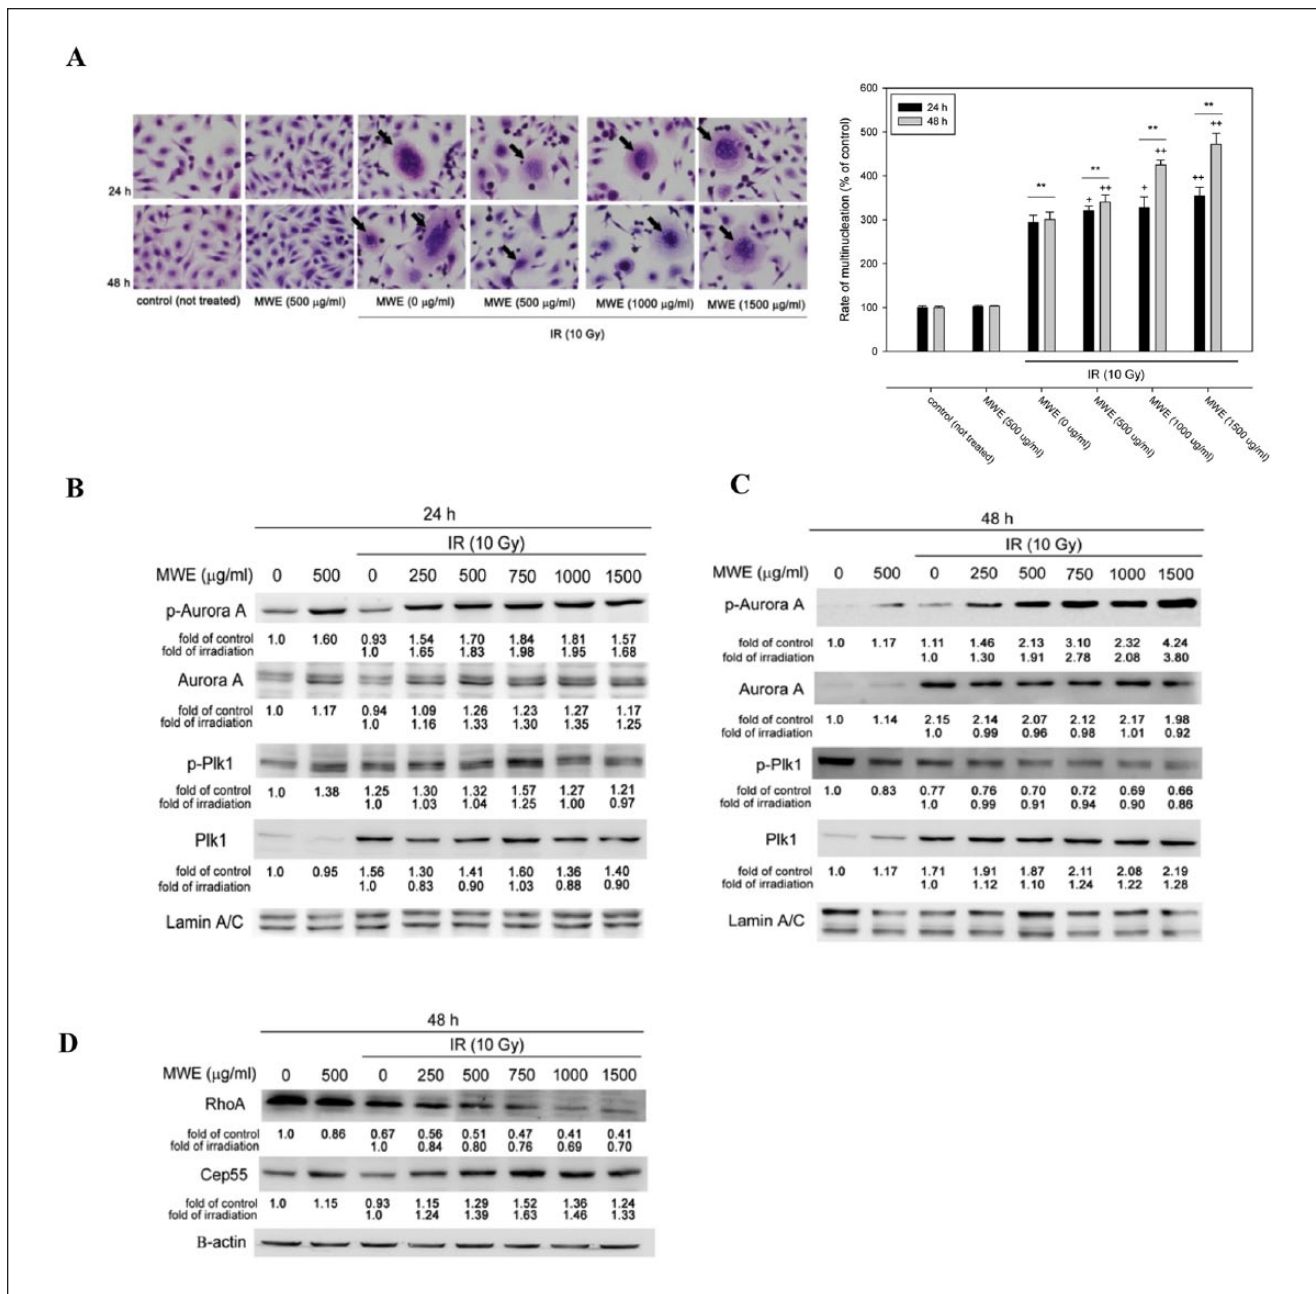 A
24 h
48 h
control (not treated) MWE (500 µg/ml) MWE (0 µg/ml) MWE (500 µg/ml) MWE (1000 µg/ml) MWE (1500 µg/ml)
IR (10 Gy)
Rate of multinucleation (% of control)
600
500
400
300
200
100
0
24 h
48 h
** ** ** **
+ ++ + ++ ++ ++
IR (10 Gy)
control (not treated)
MWE (500 ug/ml)
MWE (0 ug/ml)
MWE (500 ug/ml)
MWE (1000 ug/ml)
MWE (1500 ug/ml)
B
24 h
IR (10 Gy)
MWE (µg/ml) 0 500 0 250 500 750 1000 1500
p-Aurora A
fold of control 1.0 1.60 0.93 1.54 1.70 1.84 1.81 1.57
fold of irradiation 1.0 1.65 1.83 1.98 1.95 1.68
Aurora A
fold of control 1.0 1.17 0.94 1.09 1.26 1.23 1.27 1.17
fold of irradiation 1.0 1.16 1.33 1.30 1.35 1.25
p-Plk1
fold of control 1.0 1.38 1.25 1.30 1.32 1.57 1.27 1.21
fold of irradiation 1.0 1.03 1.04 1.25 1.00 0.97
Plk1
fold of control 1.0 0.95 1.56 1.30 1.41 1.60 1.36 1.40
fold of irradiation 1.0 0.83 0.90 1.03 0.88 0.90
Lamin A/C
C
48 h
IR (10 Gy)
MWE (µg/ml) 0 500 0 250 500 750 1000 1500
p-Aurora A
fold of control 1.0 1.17 1.11 1.46 2.13 3.10 2.32 4.24
fold of irradiation 1.0 1.30 1.91 2.78 2.08 3.80
Aurora A
fold of control 1.0 1.14 2.15 2.14 2.07 2.12 2.17 1.98
fold of irradiation 1.0 0.99 0.96 0.98 1.01 0.92
p-Plk1
fold of control 1.0 0.83 0.77 0.76 0.70 0.72 0.69 0.66
fold of irradiation 1.0 0.99 0.91 0.94 0.90 0.86
Plk1
fold of control 1.0 1.17 1.71 1.91 1.87 2.11 2.08 2.19
fold of irradiation 1.0 1.12 1.10 1.24 1.22 1.28
Lamin A/C
D
48 h
IR (10 Gy)
MWE (µg/ml) 0 500 0 250 500 750 1000 1500
RhoA
fold of control 1.0 0.86 0.67 0.56 0.51 0.47 0.41 0.41
fold of irradiation 1.0 0.84 0.80 0.76 0.69 0.70
Cep55
fold of control 1.0 1.15 0.93 1.15 1.29 1.52 1.36 1.24
fold of irradiation 1.0 1.24 1.39 1.63 1.46 1.33
B-actin